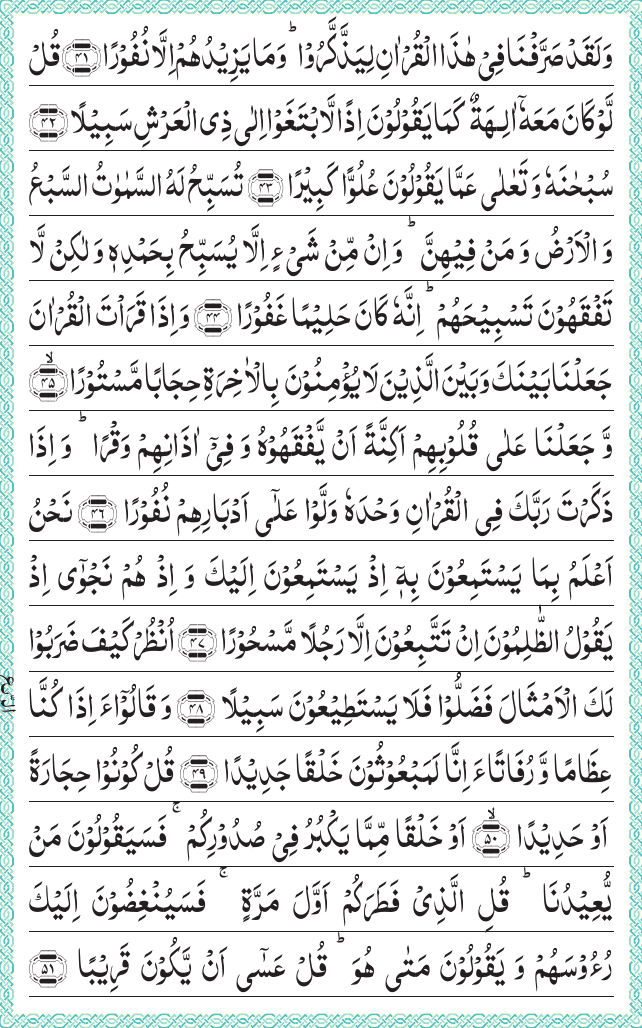 وَلَقَدْ صَرَّفْنَا فِیْ هٰذَا الْقُرْاٰنِ لِیَذَّكَّرُوْا ؕ وَمَا یَزِیْدُهُمْ اِلَّا نُفُوْرًا ﴿۴۱﴾ قُلْ
لَّوْ كَانَ مَعَهٗۤ اٰلِهَةٌ كَمَا یَقُوْلُوْنَ اِذًا لَّابْتَغَوْا اِلٰی ذِی الْعَرْشِ سَبِیْلًا ﴿۴۲﴾
سُبْحٰنَهٗ وَ تَعٰلٰی عَمَّا یَقُوْلُوْنَ عُلُوًّا كَبِیْرًا ﴿۴۳﴾ تُسَبِّحُ لَهُ السَّمٰوٰتُ السَّبْعُ
وَ الْاَرْضُ وَ مَنْ فِیْهِنَّ ؕ وَ اِنْ مِّنْ شَیْءٍ اِلَّا یُسَبِّحُ بِحَمْدِهٖ وَ لٰكِنْ لَّا
تَفْقَهُوْنَ تَسْبِیْحَهُمْ ؕ اِنَّهٗ كَانَ حَلِیْمًا غَفُوْرًا ﴿۴۴﴾ وَ اِذَا قَرَاْتَ الْقُرْاٰنَ
جَعَلْنَا بَیْنَكَ وَ بَیْنَ الَّذِیْنَ لَا یُؤْمِنُوْنَ بِالْاٰخِرَةِ حِجَابًا مَّسْتُوْرًا ﴿۴۵﴾ۙ
وَّ جَعَلْنَا عَلٰی قُلُوْبِهِمْ اَكِنَّةً اَنْ یَّفْقَهُوْهُ وَ فِیْۤ اٰذَانِهِمْ وَقْرًا ؕ وَ اِذَا
ذَكَرْتَ رَبَّكَ فِی الْقُرْاٰنِ وَحْدَهٗ وَلَّوْا عَلٰۤی اَدْبَارِهِمْ نُفُوْرًا ﴿۴۶﴾ نَحْنُ
اَعْلَمُ بِمَا یَسْتَمِعُوْنَ بِهٖۤ اِذْ یَسْتَمِعُوْنَ اِلَیْكَ وَ اِذْ هُمْ نَجْوٰۤی اِذْ
یَقُوْلُ الظّٰلِمُوْنَ اِنْ تَتَّبِعُوْنَ اِلَّا رَجُلًا مَّسْحُوْرًا ﴿۴۷﴾ اُنْظُرْ كَیْفَ ضَرَبُوْا
لَكَ الْاَمْثَالَ فَضَلُّوْا فَلَا یَسْتَطِیْعُوْنَ سَبِیْلًا ﴿۴۸﴾ وَ قَالُوْۤا ءَاِذَا كُنَّا
عِظَامًا وَّ رُفَاتًا ءَاِنَّا لَمَبْعُوْثُوْنَ خَلْقًا جَدِیْدًا ﴿۴۹﴾ قُلْ كُوْنُوْا حِجَارَةً
اَوْ حَدِیْدًا ﴿۵۰﴾ۙ اَوْ خَلْقًا مِّمَّا یَكْبُرُ فِیْ صُدُوْرِكُمْ ۚ فَسَیَقُوْلُوْنَ مَنْ
یُّعِیْدُنَا ؕ قُلِ الَّذِیْ فَطَرَكُمْ اَوَّلَ مَرَّةٍ ۚ فَسَیُنْغِضُوْنَ اِلَیْكَ
رُءُوْسَهُمْ وَ یَقُوْلُوْنَ مَتٰی هُوَ ؕ قُلْ عَسٰۤی اَنْ یَّكُوْنَ قَرِیْبًا ﴿۵۱﴾